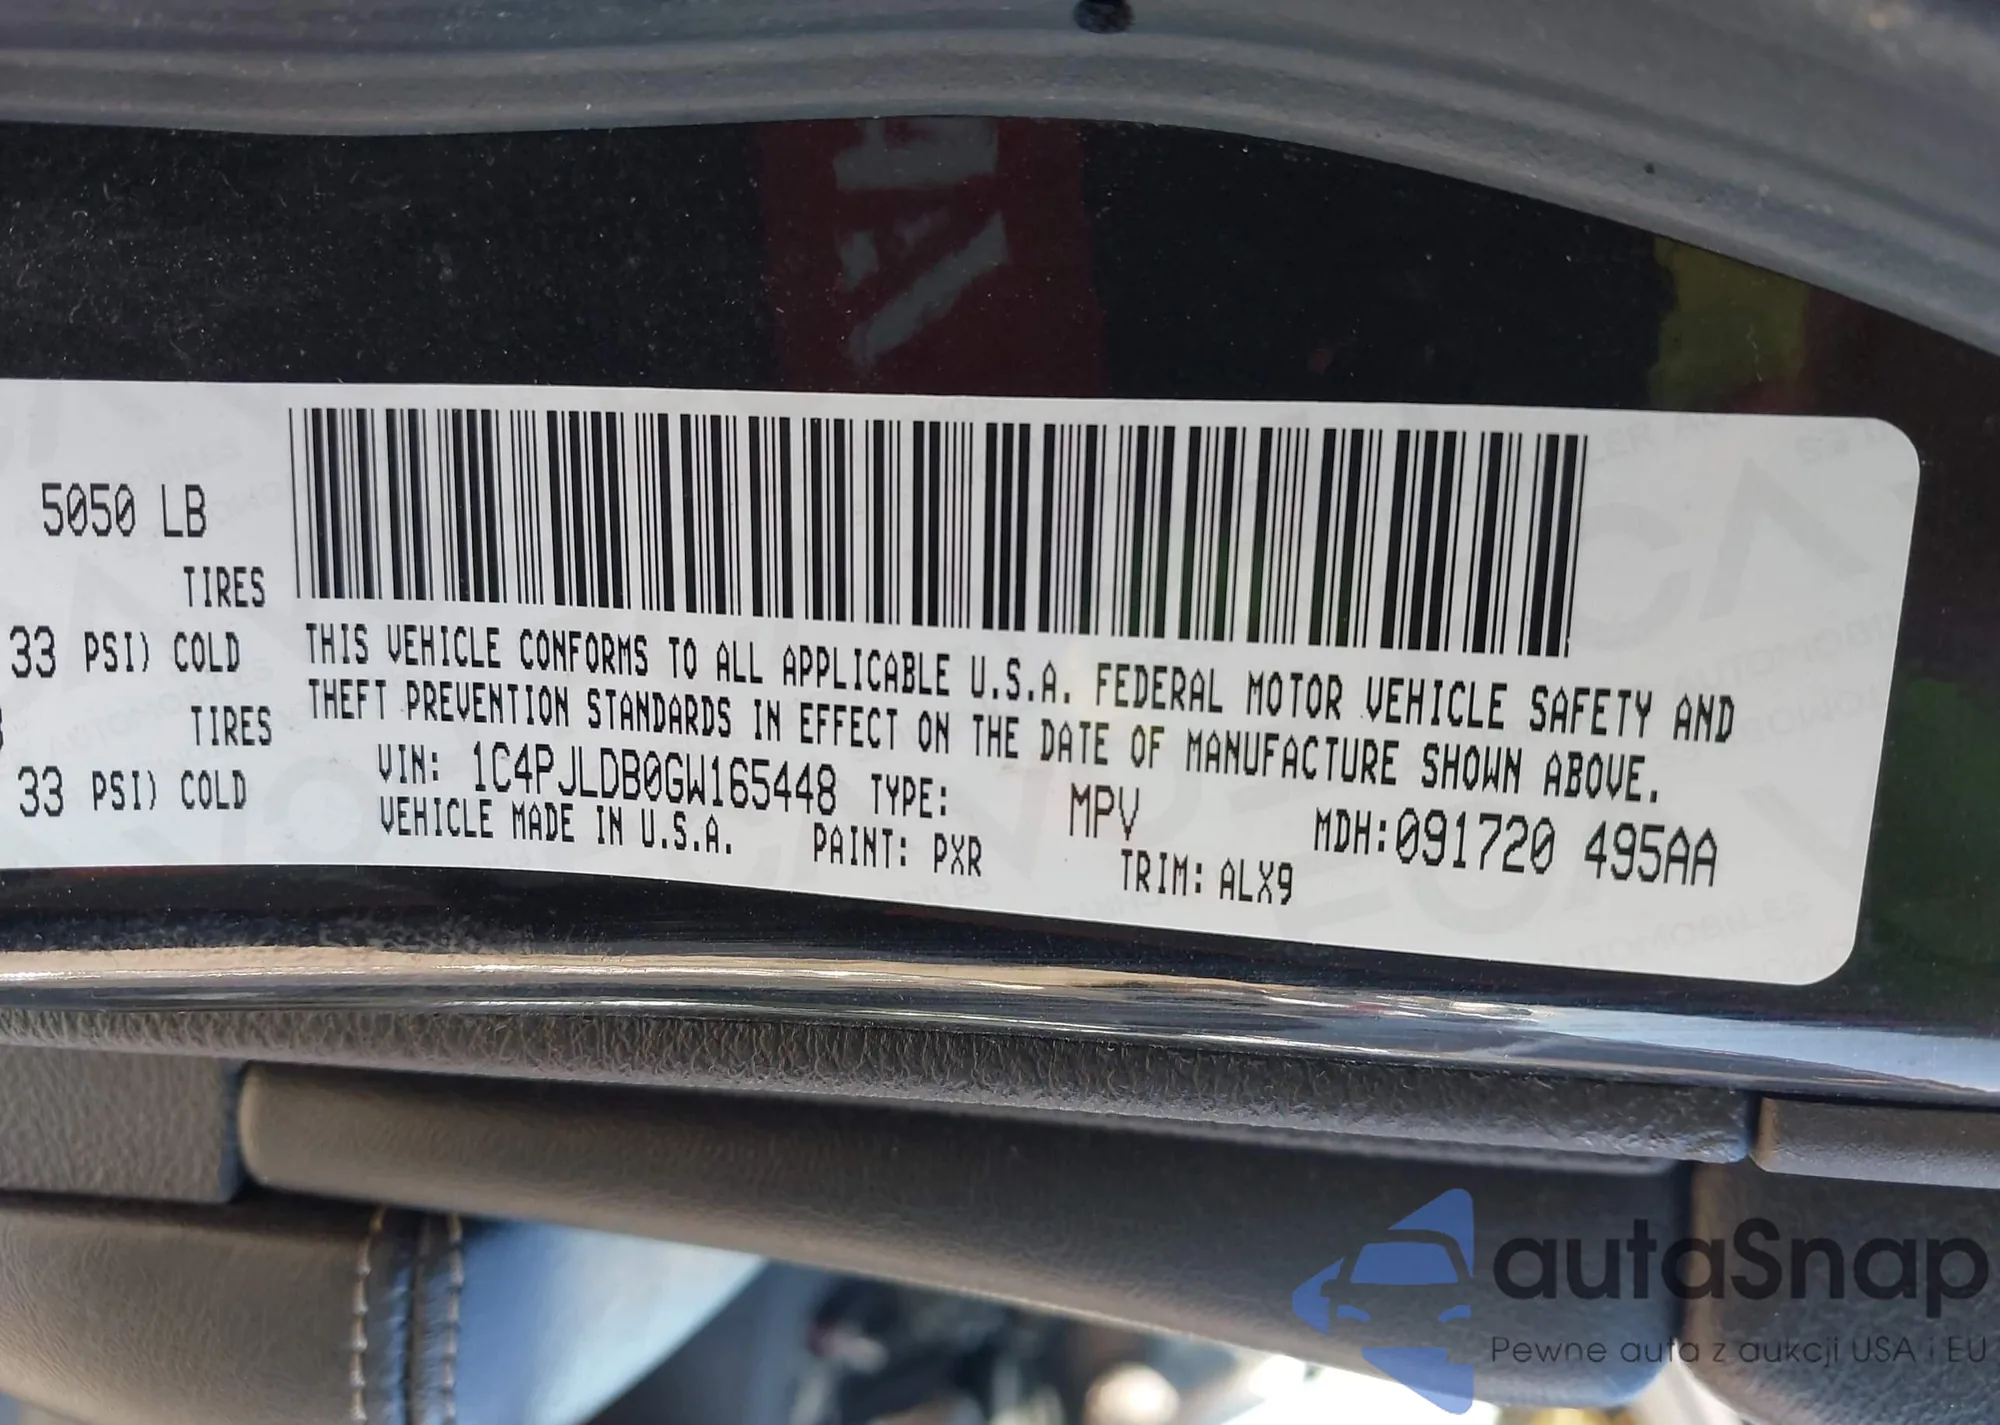 5050 LB
TIRES
33 PSI) COLD
TIRES
33 PSI) COLD
THIS VEHICLE CONFORMS TO ALL APPLICABLE U.S.A. FEDERAL MOTOR VEHICLE SAFETY AND
THEFT PREVENTION STANDARDS IN EFFECT ON THE DATE OF MANUFACTURE SHOWN ABOVE.
VIN: 1C4PJLDB0GW165448 TYPE: MPV MDH:091720 495AA
VEHICLE MADE IN U.S.A. PAINT: PXR TRIM: ALX9
autaSnap
Pewne auta z aukcji USA i EU